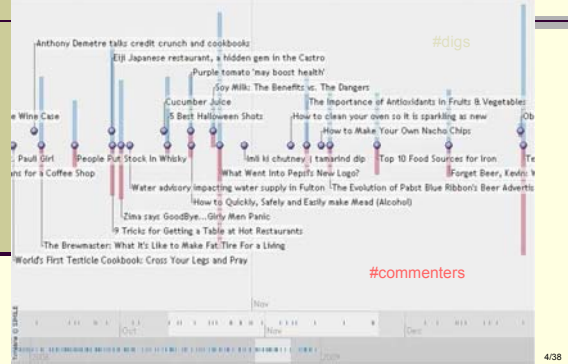 #digs
Anthony Demetre talks credit crunch and cookbooks
Eiji Japanese restaurant, a hidden gem in the Castro
Purple tomato 'may boost health'
Soy Milk: The Benefits vs. The Dangers
Cucumber Juice
The Importance of Antioxidants in Fruits & Vegetables
e Wine Case
5 Best Halloween Shots
How to clean your oven so it is sparkling as new
Ob
How to Make Your Own Nacho Chips
. Pauli Girl
People Put Stock In Whisky
Imli ki chutney | tamarind dip
Top 10 Food Sources for Iron
Te
ns for a Coffee Shop
What Went Into Pepsi's New Logo?
Forget Beer, Kevin: W
Water advisory impacting water supply in Fulton
The Evolution of Pabst Blue Ribbon's Beer Advertis
How to Quickly, Safely and Easily make Mead (Alcohol)
Zima says GoodBye...Girly Men Panic
9 Tricks for Getting a Table at Hot Restaurants
The Brewmaster: What It's Like to Make Fat Tire For a Living
World's First Testicle Cookbook: Cross Your Legs and Pray
#commenters
Nov
Oct
Nov
Dec
2008
2009
Timeline © SIMILE
4/38